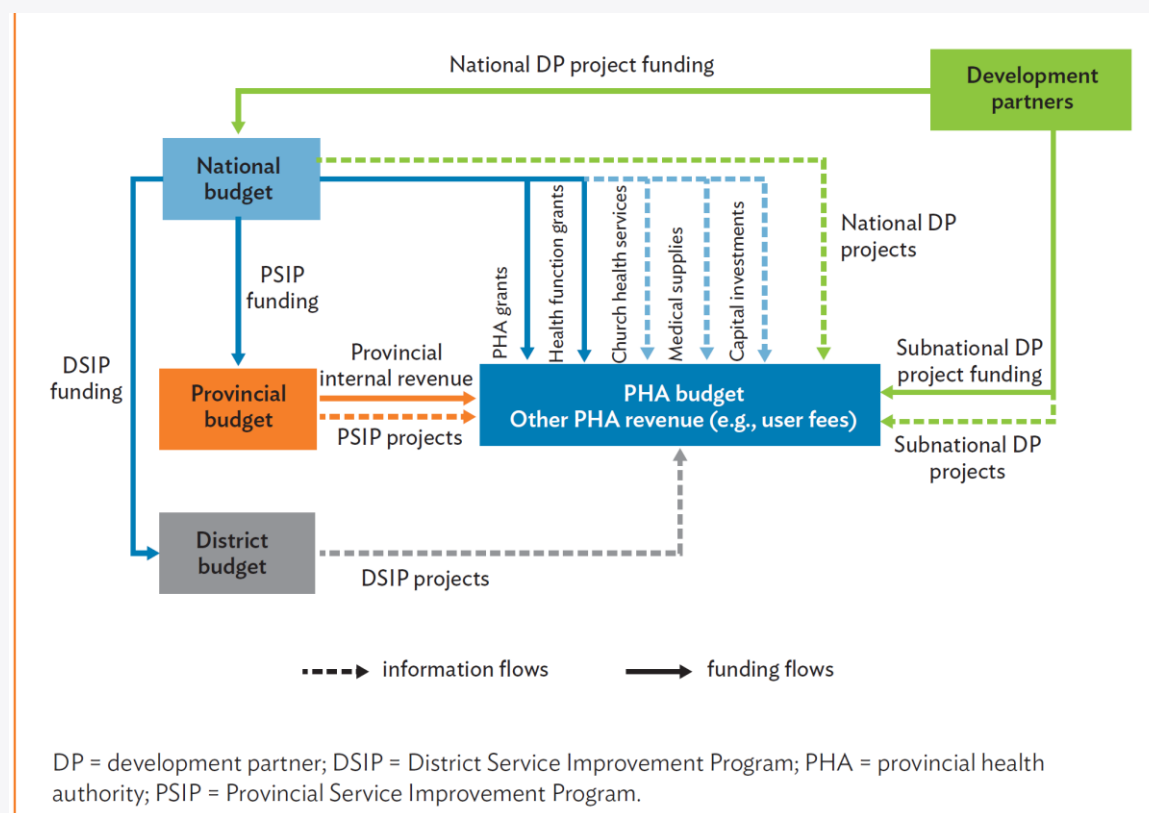 National DP project funding
Development
partners
National
budget
PHA grants
Health function grants
Church health services
Medical supplies
Capital investments
National DP
projects
PSIP
funding
DSIP
funding
Provincial
internal revenue
Subnational DP
project funding
Provincial
budget
PHA budget
Other PHA revenue (e.g., user fees)
PSIP projects
Subnational DP
projects
District
budget
DSIP projects
information flows
funding flows
DP = development partner; DSIP = District Service Improvement Program; PHA = provincial health
authority; PSIP = Provincial Service Improvement Program.